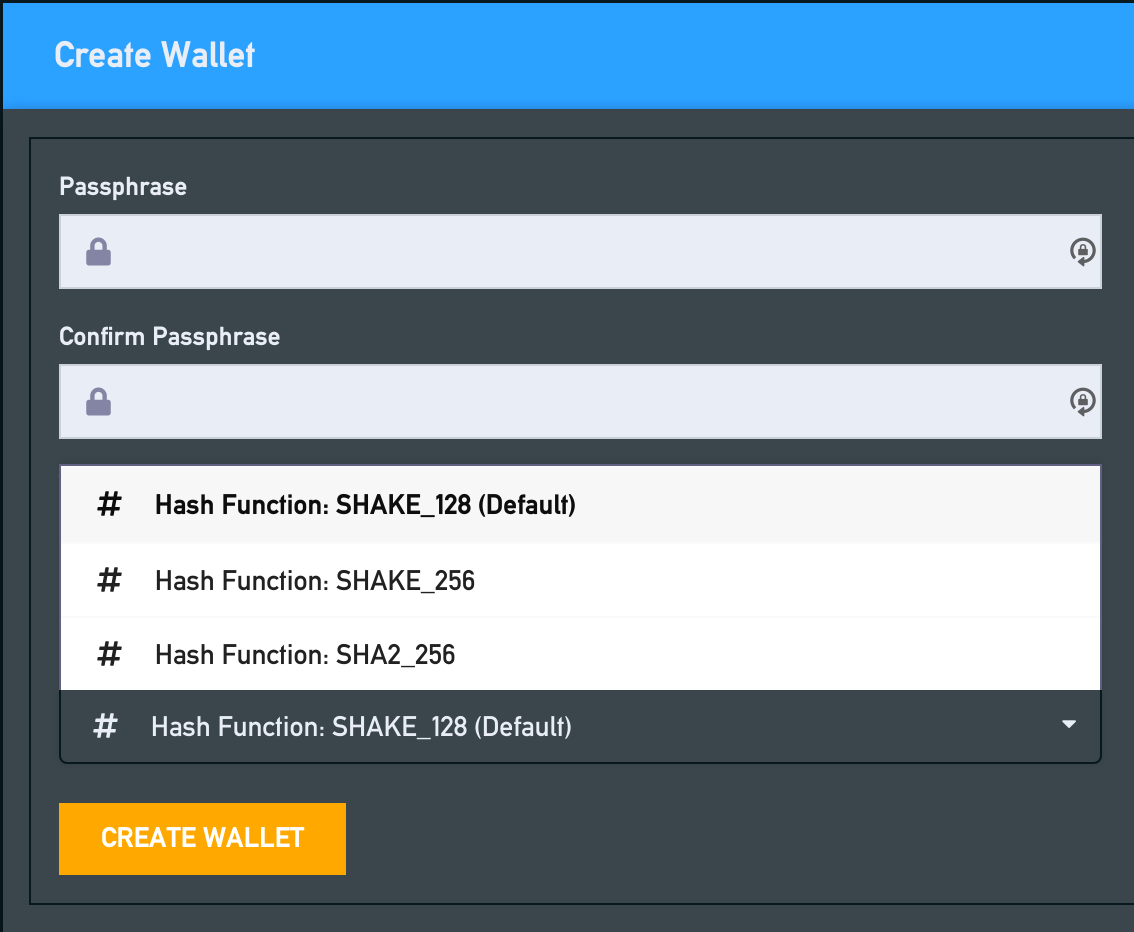 Create Wallet
Passphrase
Confirm Passphrase
# Hash Function: SHAKE_128 (Default)
# Hash Function: SHAKE_256
# Hash Function: SHA2_256
# Hash Function: SHAKE_128 (Default)
CREATE WALLET